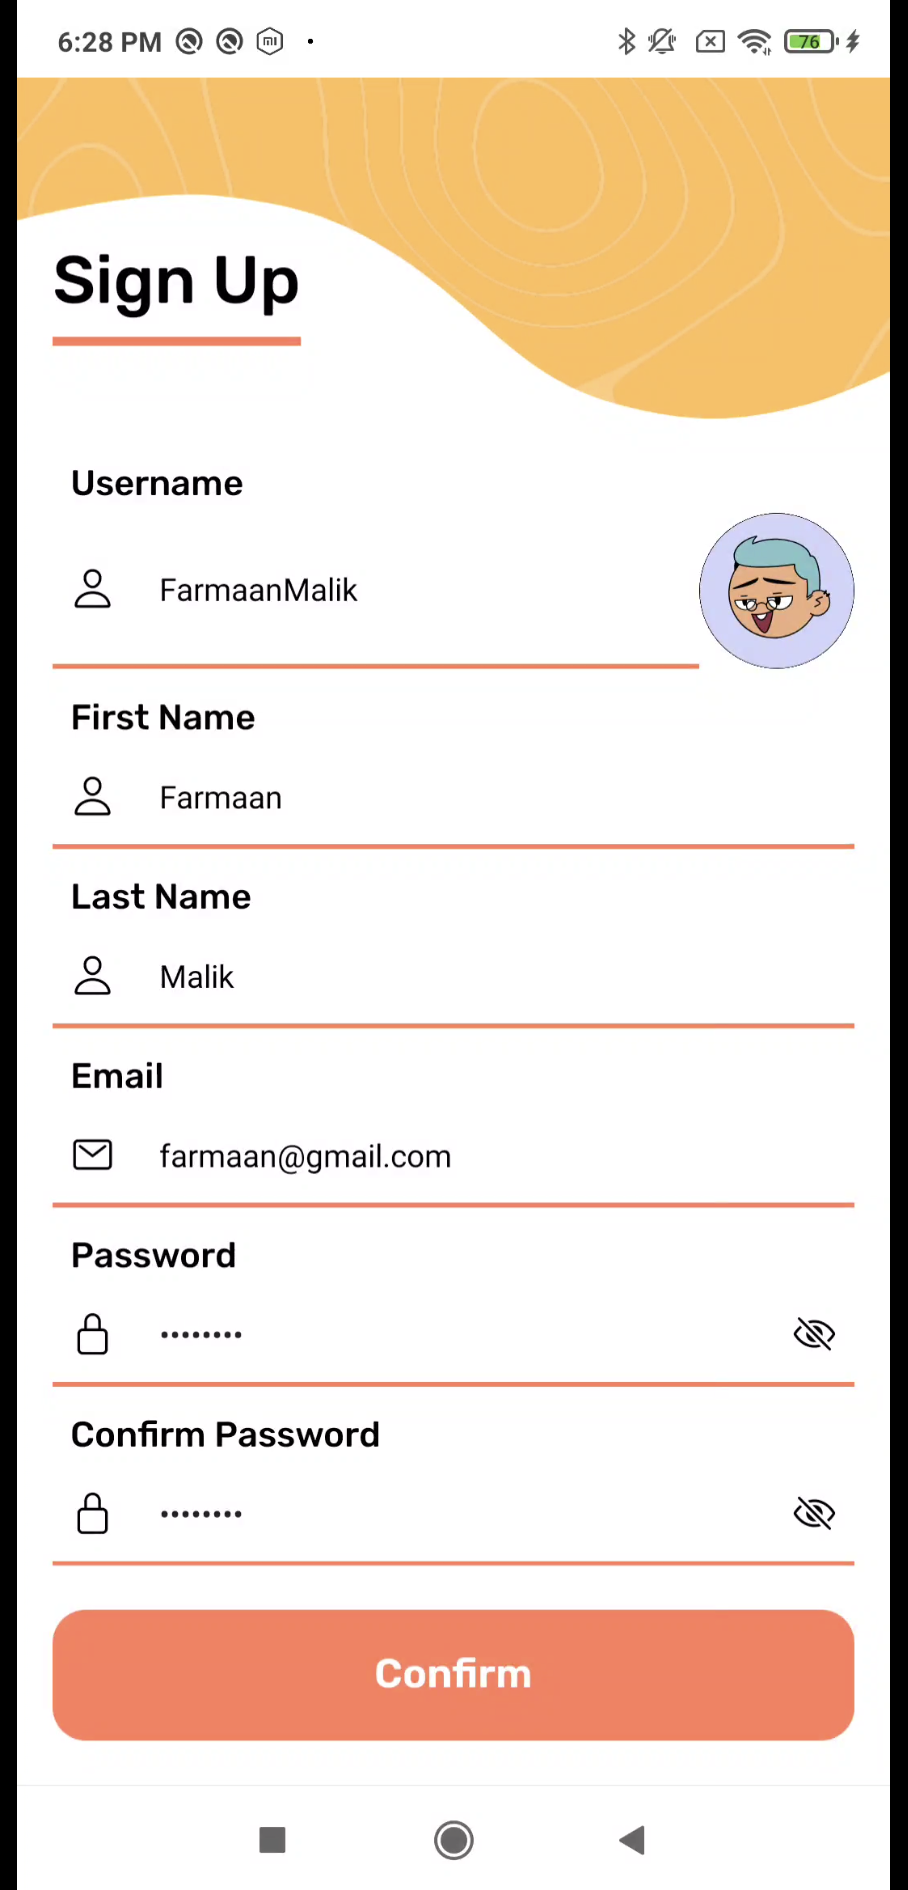 6:28 PM
76
Sign Up
Username
FarmaanMalik
First Name
Farmaan
Last Name
Malik
Email
farmaan@gmail.com
Password
••••••••
Confirm Password
••••••••
Confirm